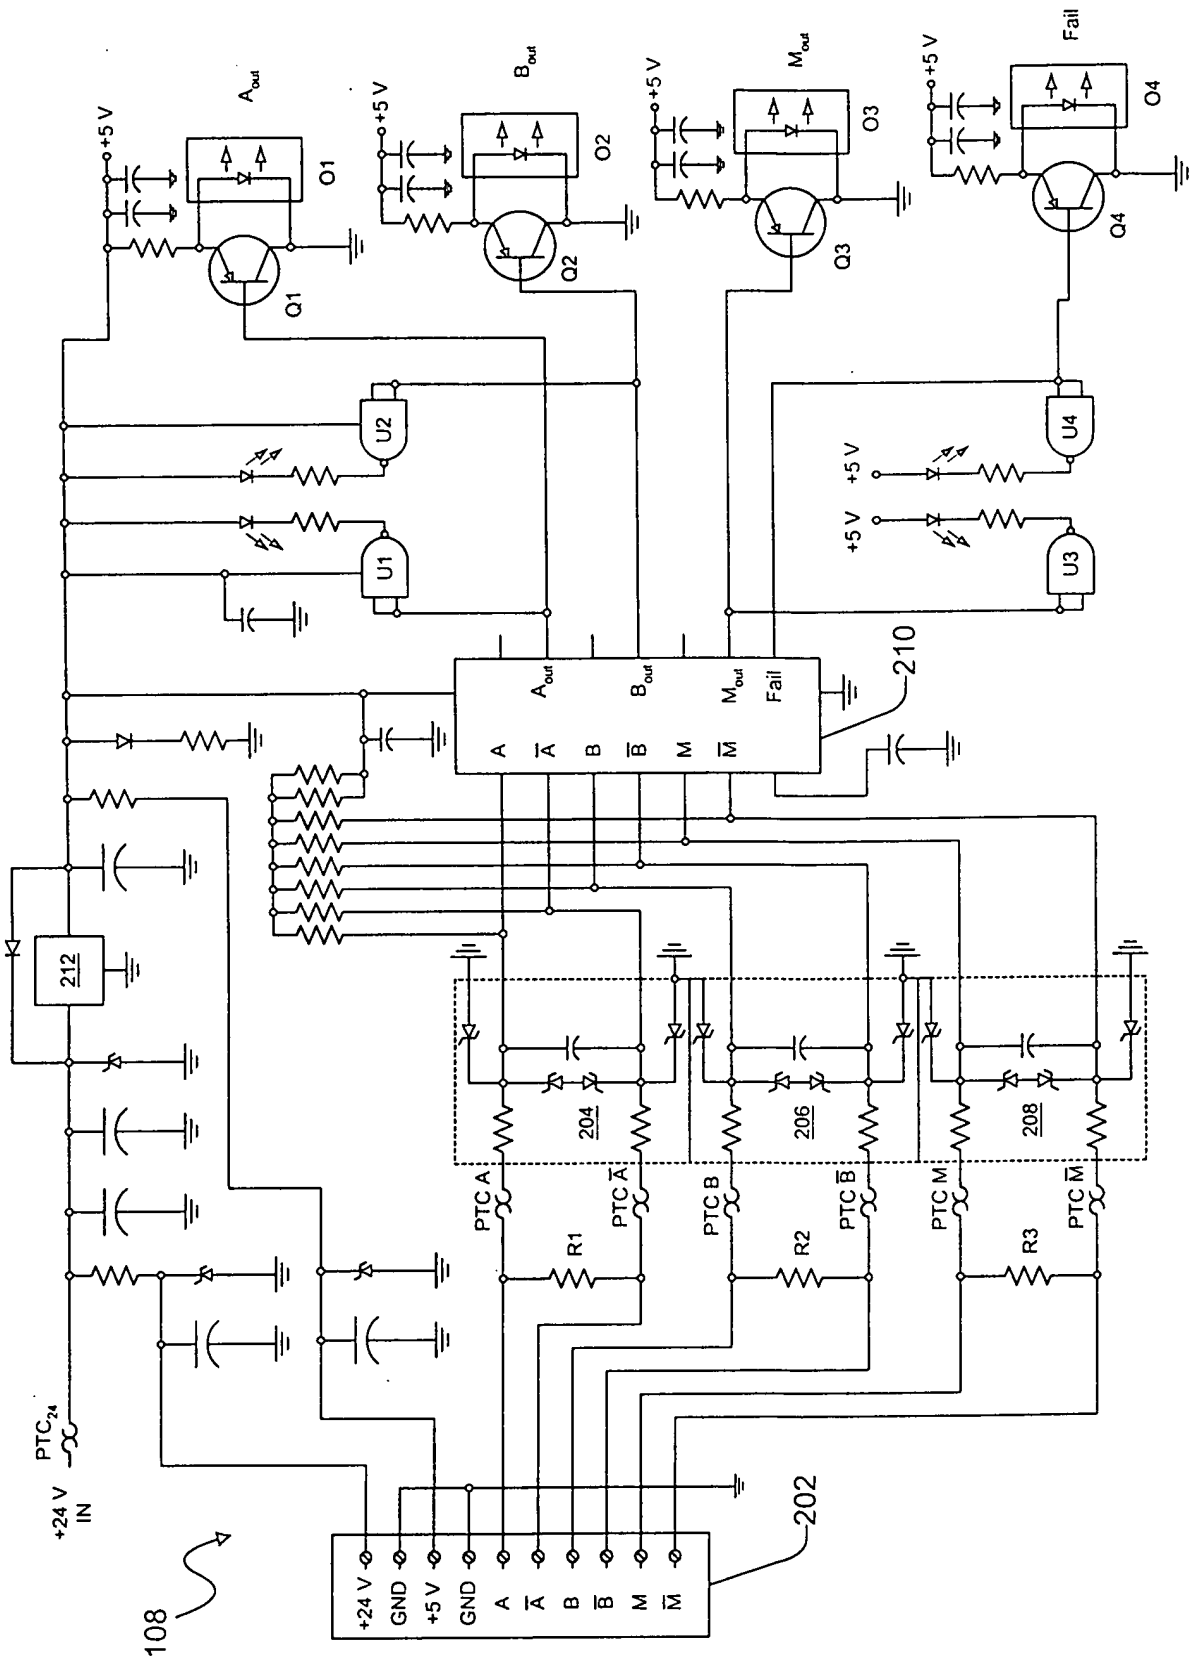 108
+24 V
IN
PTC24
212
+5 V
Aout
O1
Q1
+5 V
Bout
O2
Q2
+5 V
Mout
O3
Q3
+5 V
Fail
O4
Q4
U1
U2
+5 V
+5 V
U3
U4
A
A̅
B
B̅
M
M̅
Aout
Bout
Mout
Fail
210
204
206
208
PTC A
PTC A̅
PTC B
PTC B̅
PTC M
PTC M̅
R1
R2
R3
+24 V
GND
+5 V
GND
A
A̅
B
B̅
M
M̅
202